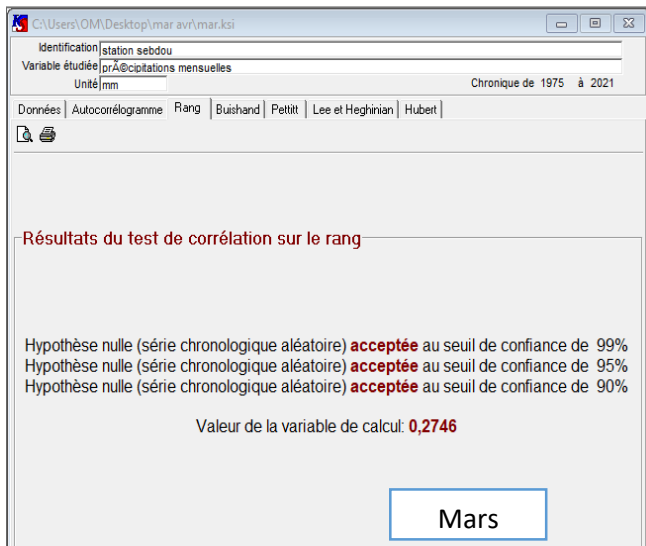 C:\Users\OM\Desktop\mar avr\mar.ksi
Identification station sebdou
Variable étudiée prÃ©cipitations mensuelles
Unité mm Chronique de 1975 à 2021
Données Autocorrélogramme Rang Buishand Pettitt Lee et Heghinian Hubert
Résultats du test de corrélation sur le rang
Hypothèse nulle (série chronologique aléatoire) acceptée au seuil de confiance de 99%
Hypothèse nulle (série chronologique aléatoire) acceptée au seuil de confiance de 95%
Hypothèse nulle (série chronologique aléatoire) acceptée au seuil de confiance de 90%
Valeur de la variable de calcul: 0,2746
Mars